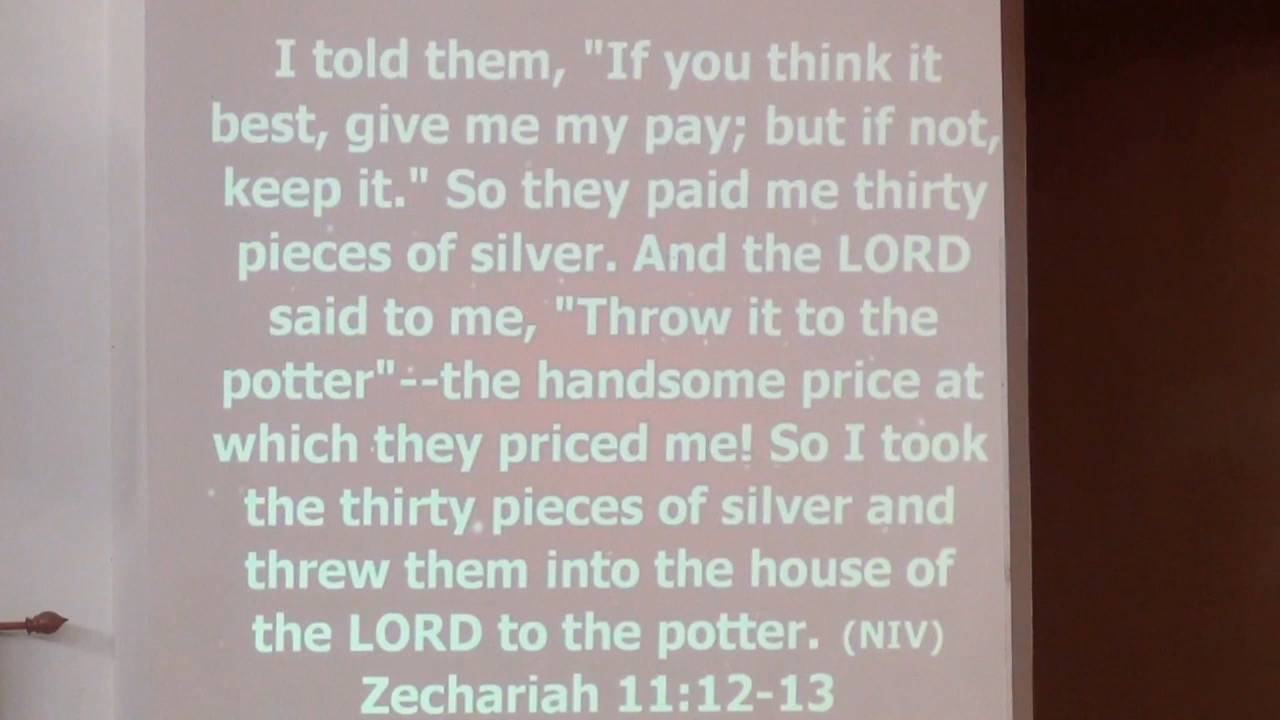 I told them, "If you think it
best, give me my pay; but if not,
keep it." So they paid me thirty
pieces of silver. And the LORD
said to me, "Throw it to the
potter"--the handsome price at
which they priced me! So I took
the thirty pieces of silver and
threw them into the house of
the LORD to the potter. (NIV)
Zechariah 11:12-13